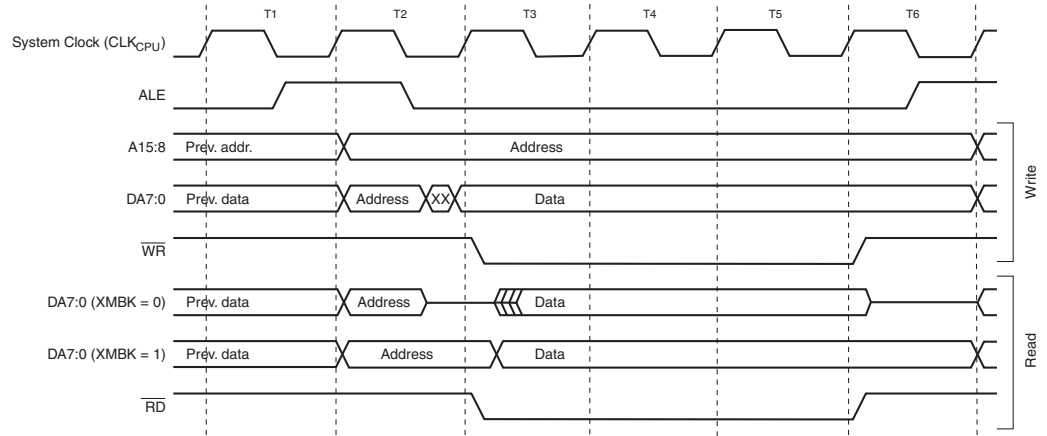 T1 T2 T3 T4 T5 T6
System Clock (CLKCPU)
ALE
A15:8 Prev. addr. Address
DA7:0 Prev. data Address XX Data
WR
Write
DA7:0 (XMBK = 0) Prev. data Address Data
DA7:0 (XMBK = 1) Prev. data Address Data
RD
Read